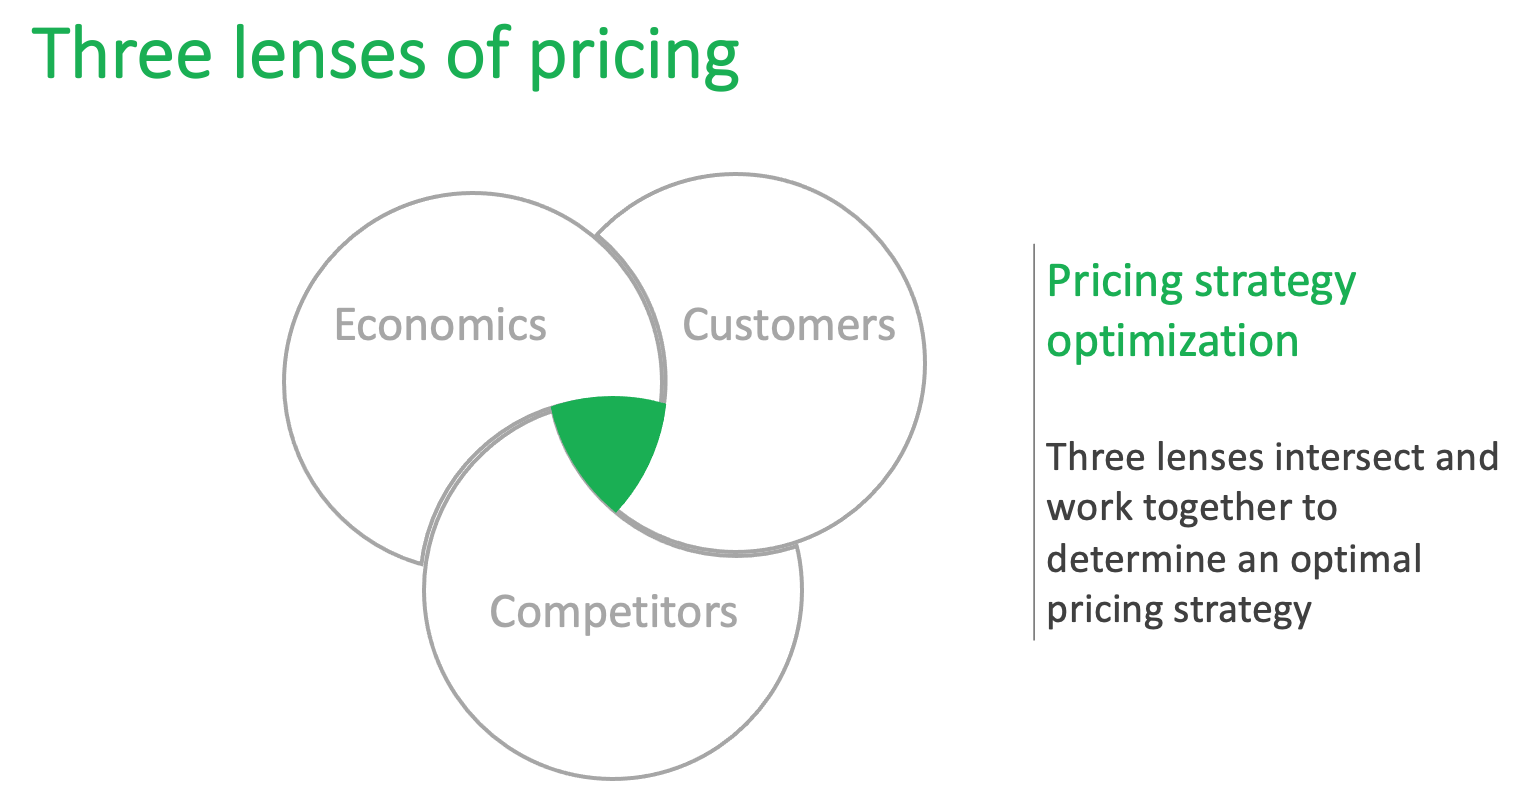 Three lenses of pricing
Economics
Customers
Competitors
Pricing strategy
optimization
Three lenses intersect and
work together to
determine an optimal
pricing strategy